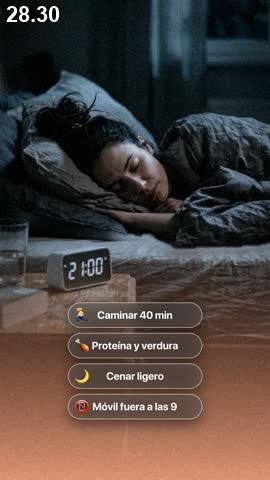 28.30
21:00
Caminar 40 min
Proteína y verdura
Cenar ligero
Móvil fuera a las 9